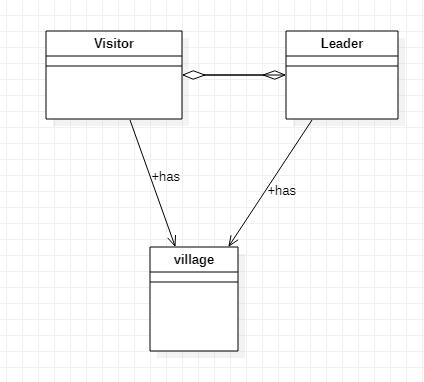 Visitor
Leader
+has
+has
village